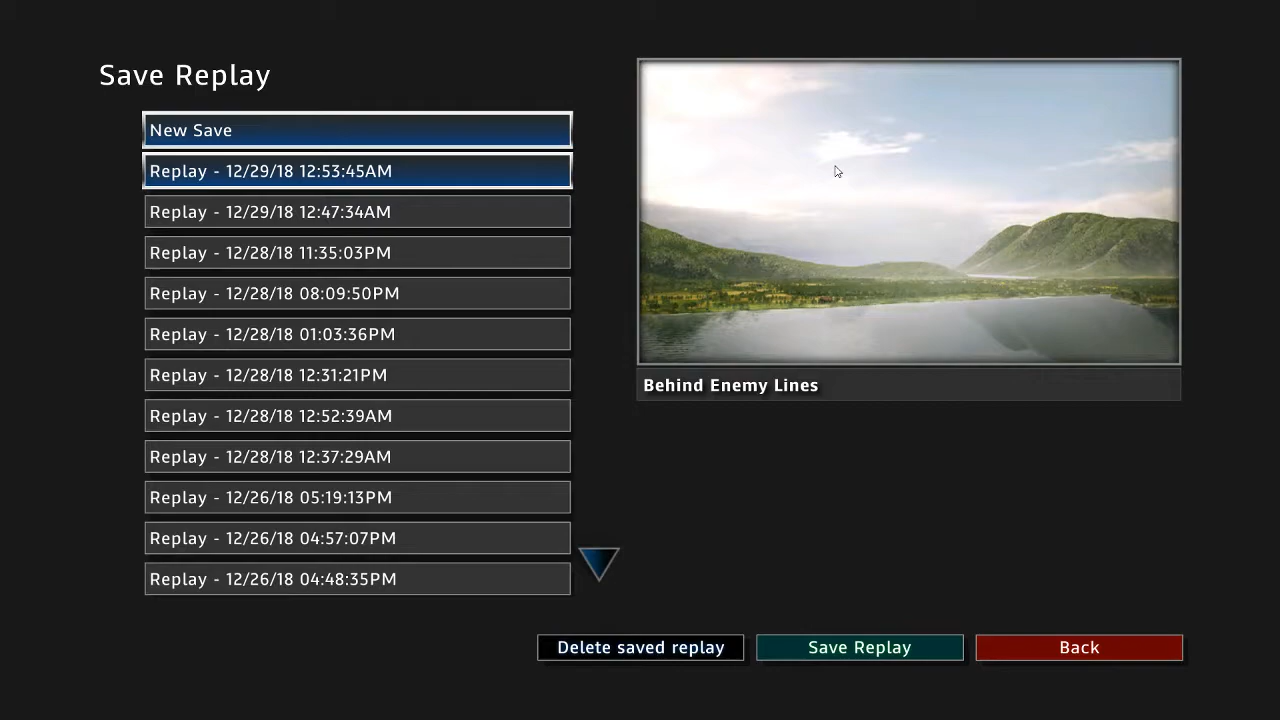 Save Replay
New Save
Replay - 12/29/18 12:53:45AM
Replay - 12/29/18 12:47:34AM
Replay - 12/28/18 11:35:03PM
Replay - 12/28/18 08:09:50PM
Replay - 12/28/18 01:03:36PM
Replay - 12/28/18 12:31:21PM
Replay - 12/28/18 12:52:39AM
Replay - 12/28/18 12:37:29AM
Replay - 12/26/18 05:19:13PM
Replay - 12/26/18 04:57:07PM
Replay - 12/26/18 04:48:35PM
Behind Enemy Lines
Delete saved replay
Save Replay
Back